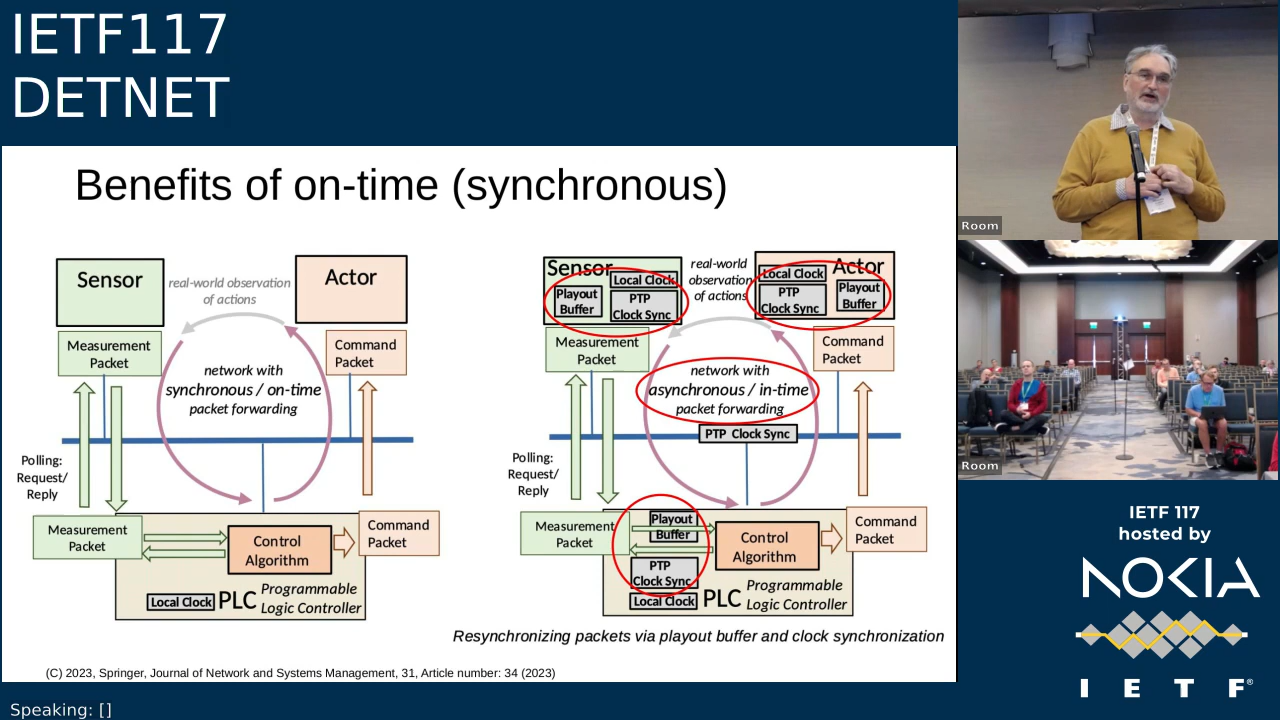 IETF117
DETNET
Benefits of on-time (synchronous)
Sensor
real-world observation
of actions
Actor
Measurement
Packet
Command
Packet
network with
synchronous / on-time
packet forwarding
Polling:
Request/
Reply
Measurement
Packet
Control
Algorithm
Command
Packet
Local Clock
PLC
Programmable
Logic Controller
Sensor
Local Clock
Playout
Buffer
PTP
Clock Sync
real-world
observation
of actions
Actor
Local Clock
PTP
Clock Sync
Playout
Buffer
Measurement
Packet
Command
Packet
network with
asynchronous / in-time
packet forwarding
PTP Clock Sync
Polling:
Request/
Reply
Measurement
Packet
Playout
Buffer
PTP
Clock Sync
Local Clock
Control
Algorithm
Command
Packet
PLC
Programmable
Logic Controller
Resynchronizing packets via playout buffer and clock synchronization
(C) 2023, Springer, Journal of Network and Systems Management, 31, Article number: 34 (2023)
Room
Room
IETF 117
hosted by
NOKIA
I E T F®
Speaking: []